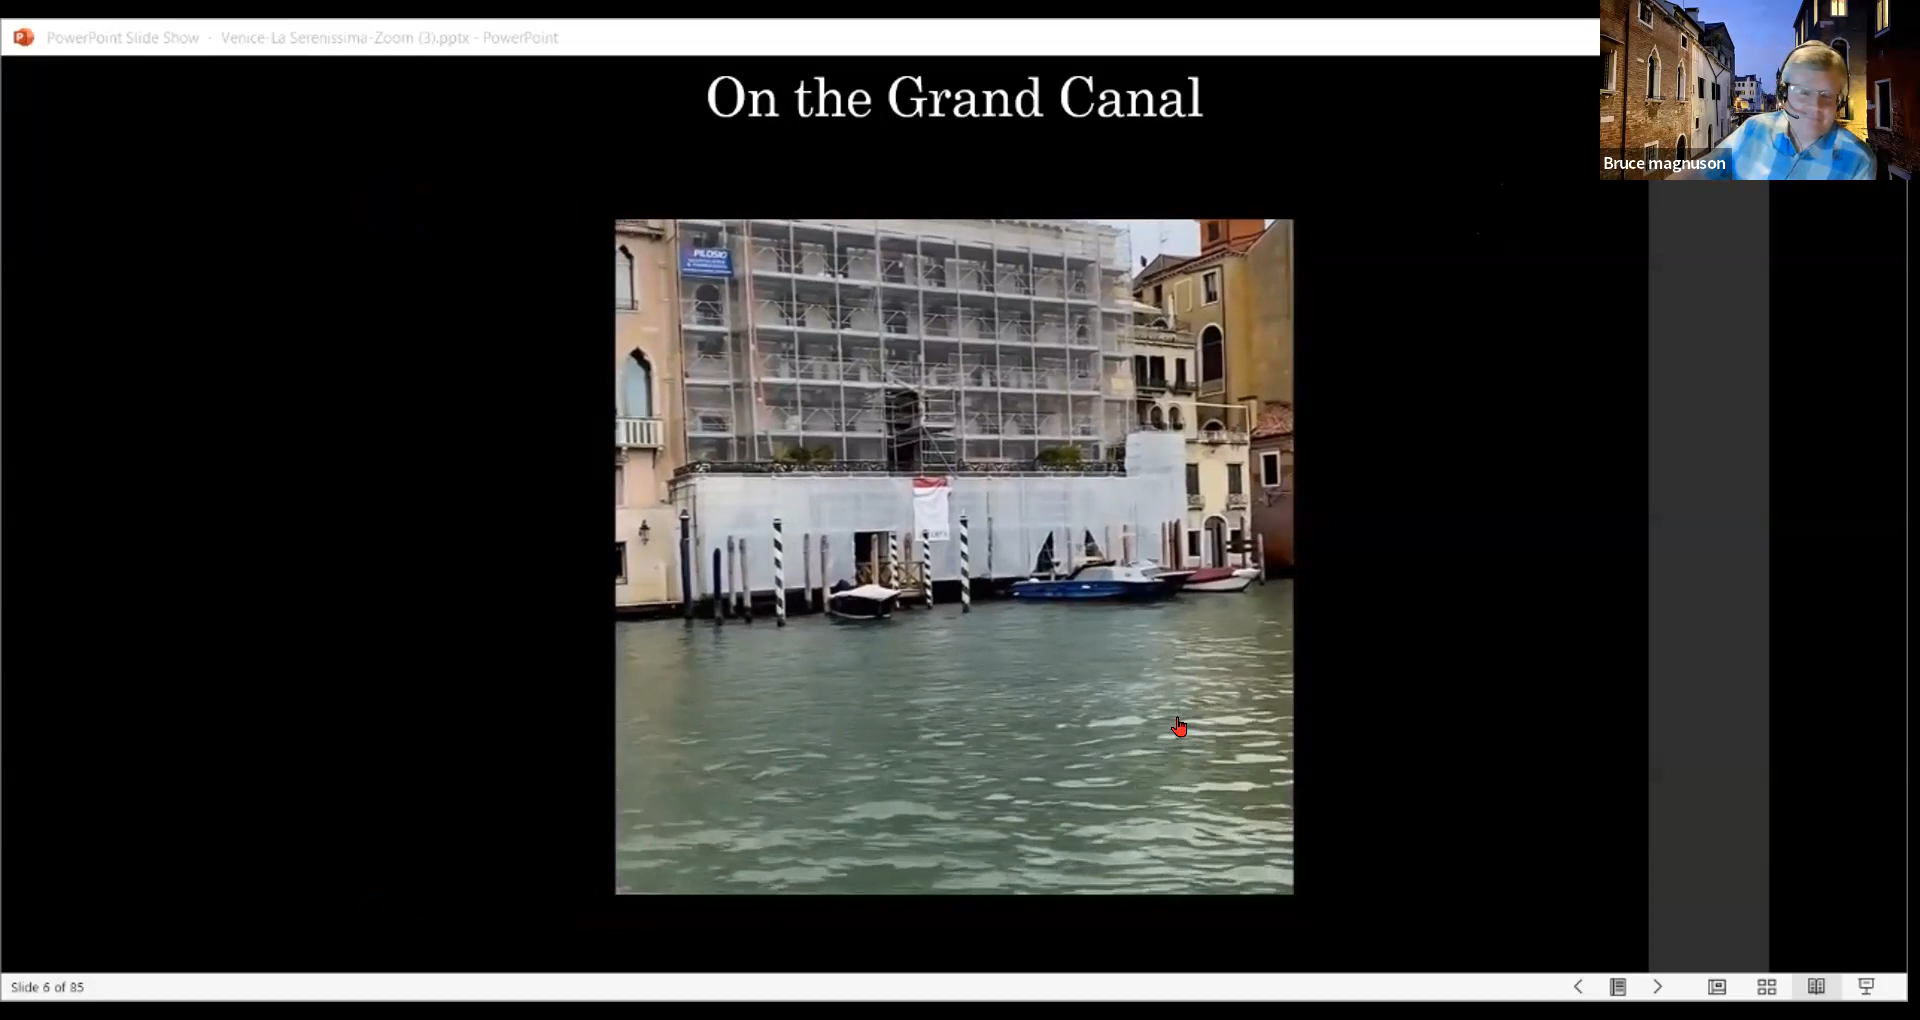 PowerPoint Slide Show - Venice-La Serenissima-Zoom (3).pptx - PowerPoint
On the Grand Canal
Bruce magnuson
PILOSIO
Slide 6 of 85